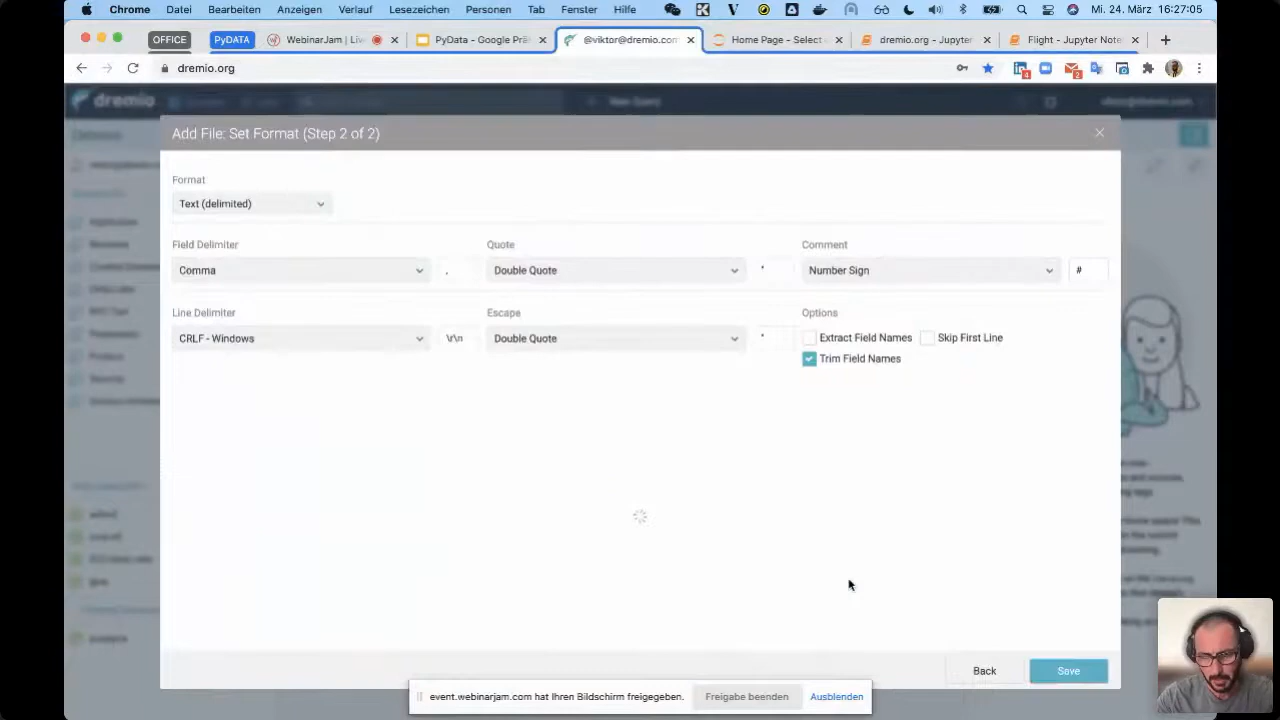 Chrome Datei Bearbeiten Anzeigen Verlauf Lesezeichen Personen Tab Fenster Hilfe Mi. 24. März 16:27:05
OFFICE PyDATA WebinarJam | Live PyData - Google Prä @viktor@dremio.com Home Page - Select dremio.org - Jupyter Flight - Jupyter Note
dremio.org
dremio New Query
Add File: Set Format (Step 2 of 2)
Format
Text (delimited)
Field Delimiter Quote Comment
Comma , Double Quote " Number Sign #
Line Delimiter Escape Options
CRLF - Windows \r\n Double Quote " Extract Field Names Skip First Line
Trim Field Names
Back Save
event.webinarjam.com hat Ihren Bildschirm freigegeben. Freigabe beenden Ausblenden